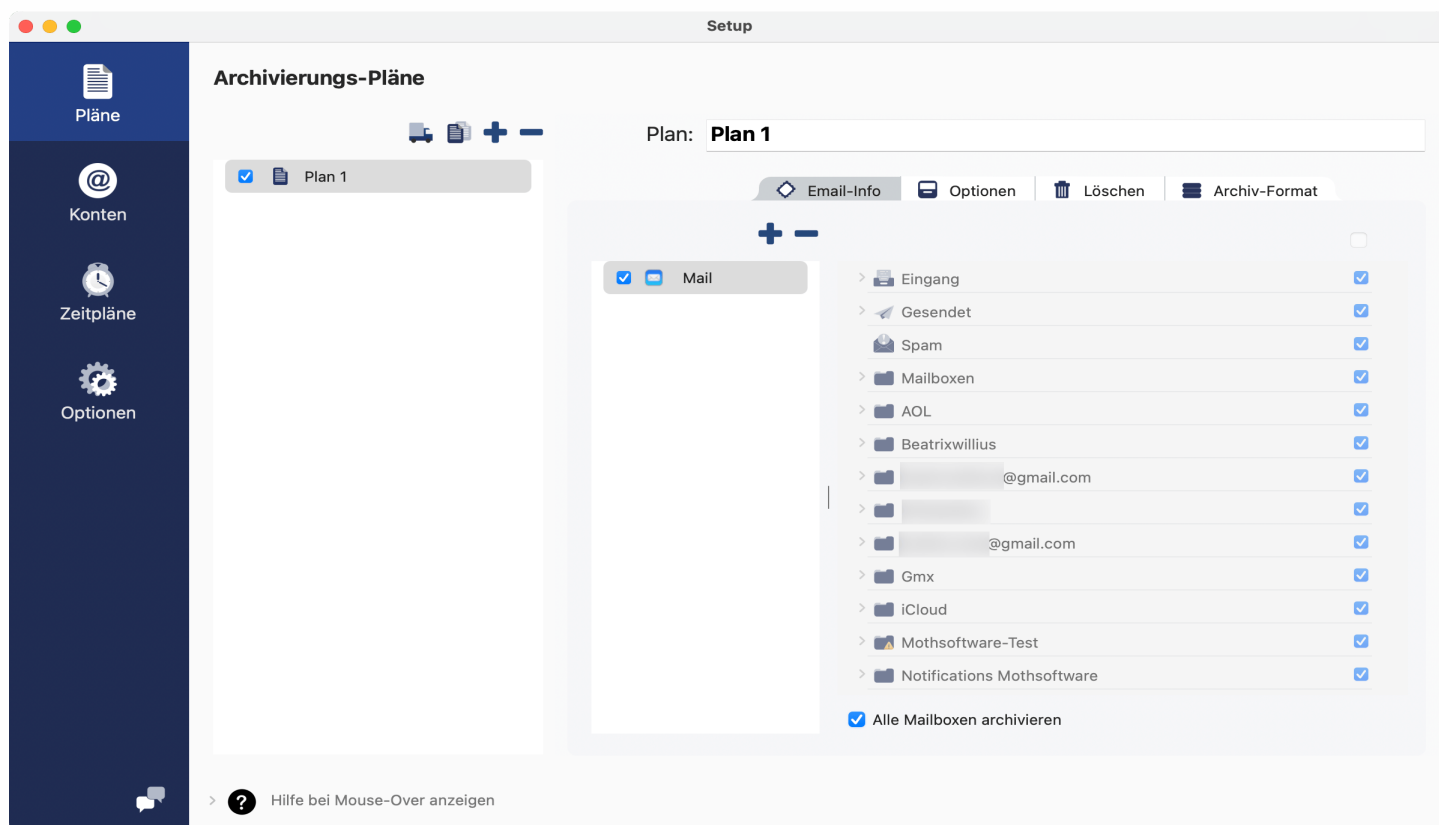 Setup
Pläne
Konten
Zeitpläne
Optionen
Archivierungs-Pläne
Plan 1
Plan: Plan 1
Email-Info Optionen Löschen Archiv-Format
Mail
Eingang
Gesendet
Spam
Mailboxen
AOL
Beatrixwillius
@gmail.com
@gmail.com
Gmx
iCloud
Mothsoftware-Test
Notifications Mothsoftware
Alle Mailboxen archivieren
? Hilfe bei Mouse-Over anzeigen